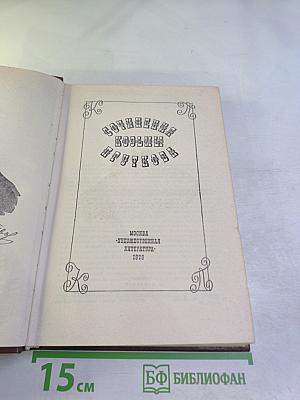 К П
СОЧИНЕНИЯ
КОЗЬМЫ
ПРУТКОВА
МОСКВА
«ХУДОЖЕСТВЕННАЯ
ЛИТЕРАТУРА»
1976
К П
15 см БФ БИБЛИОФАН